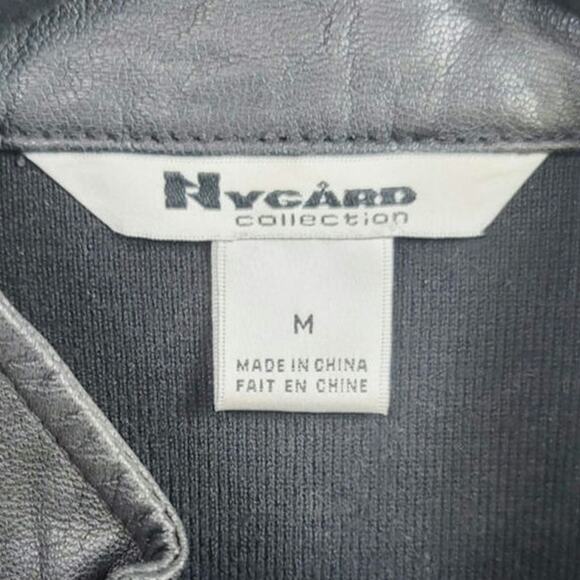 NYGÅRD
collection
M
MADE IN CHINA
FAIT EN CHINE